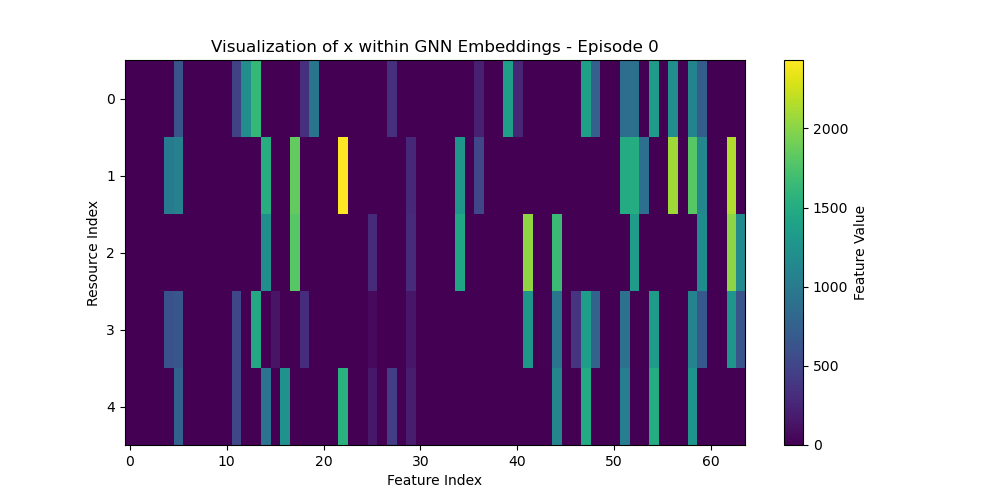 Visualization of x within GNN Embeddings - Episode 0
Resource Index
0
1
2
3
4
0 10 20 30 40 50 60
Feature Index
2000
1500
1000
500
0
Feature Value